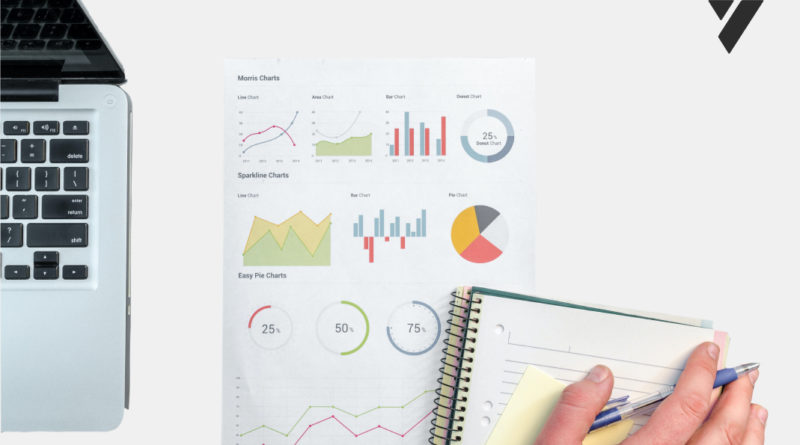 Morris Charts
Line Chart
Area Chart
Bar Chart
Donut Chart
25%
Donut Chart
Sparkline Charts
Line Chart
Bar Chart
Pie Chart
Easy Pie Charts
25%
50%
75%
delete
return
shift